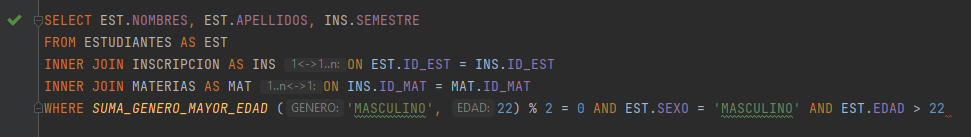 SELECT EST.NOMBRES, EST.APELLIDOS, INS.SEMESTRE
FROM ESTUDIANTES AS EST
INNER JOIN INSCRIPCION AS INS 1<->1..n: ON EST.ID_EST = INS.ID_EST
INNER JOIN MATERIAS AS MAT 1..n<->1: ON INS.ID_MAT = MAT.ID_MAT
WHERE SUMA_GENERO_MAYOR_EDAD ( GENERO: 'MASCULINO', EDAD: 22) % 2 = 0 AND EST.SEXO = 'MASCULINO' AND EST.EDAD > 22